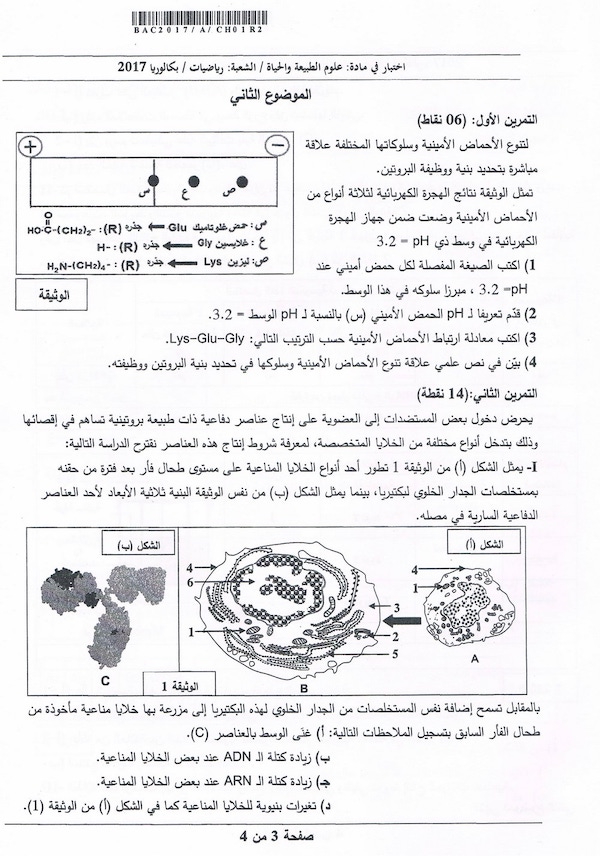 BAC2017/A/CH01R2
اختبار في مادة: علوم الطبيعة والحياة / الشعبة: رياضيات / بكالوريا 2017
الموضوع الثاني
التمرين الأول: (06 نقاط)
لتنوع الأحماض الأمينية وسلوكاتها المختلفة علاقة
مباشرة بتحديد بنية ووظيفة البروتين.
تمثل الوثيقة نتائج الهجرة الكهربائية لثلاثة أنواع من
الأحماض الأمينية وضعت ضمن جهاز الهجرة
الكهربائية في وسط ذي pH = 3.2
+
−
س
ع
ص
س: حمض غلوتاميك Glu جذره (R): HO-C-(CH2)2-
O
ع : غلايسين Gly جذره (R): H-
ص: ليزين Lys جذره (R): H2N-(CH2)4-
الوثيقة
1) اكتب الصيغة المفصلة لكل حمض أميني عند
pH= 3.2 ، مبرزا سلوكه في هذا الوسط.
2) قدّم تعريفا لـ pH الحمض الأميني (س) بالنسبة لـ pH الوسط = 3.2.
3) اكتب معادلة ارتباط الأحماض الأمينية حسب الترتيب التالي: Lys-Glu-Gly.
4) بيّن في نص علمي علاقة تنوع الأحماض الأمينية وسلوكها في تحديد بنية البروتين ووظيفته.
التمرين الثاني:(14 نقطة)
يحرض دخول بعض المستضدات إلى العضوية على إنتاج عناصر دفاعية ذات طبيعة بروتينية تساهم في إقصائها
وذلك بتدخل أنواع مختلفة من الخلايا المتخصصة، لمعرفة شروط إنتاج هذه العناصر نقترح الدراسة التالية:
I- يمثل الشكل (أ) من الوثيقة 1 تطور أحد أنواع الخلايا المناعية على مستوى طحال فأر بعد فترة من حقنه
بمستخلصات الجدار الخلوي لبكتيريا، بينما يمثل الشكل (ب) من نفس الوثيقة البنية ثلاثية الأبعاد لأحد العناصر
الدفاعية السارية في مصله.
الشكل (أ)
4
1
A
4
6
1
3
2
5
B
الشكل (ب)
C
الوثيقة 1
بالمقابل تسمح إضافة نفس المستخلصات من الجدار الخلوي لهذه البكتيريا إلى مزرعة بها خلايا مناعية مأخوذة من
طحال الفأر السابق بتسجيل الملاحظات التالية: أ) غنى الوسط بالعناصر (C).
ب) زيادة كتلة الـ ADN عند بعض الخلايا المناعية.
ج) زيادة كتلة الـ ARN عند بعض الخلايا المناعية.
د) تغيرات بنيوية للخلايا المناعية كما في الشكل (أ) من الوثيقة (1).
صفحة 3 من 4